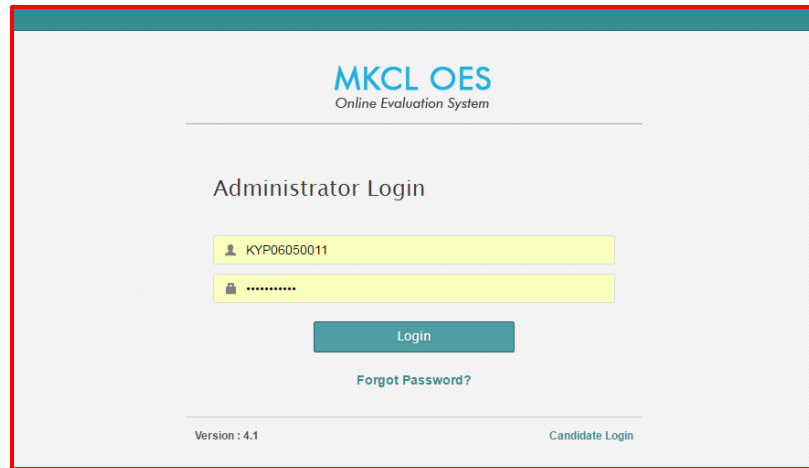 MKCL OES
Online Evaluation System
Administrator Login
KYP06050011
•••••••••••
Login
Forgot Password?
Version : 4.1
Candidate Login